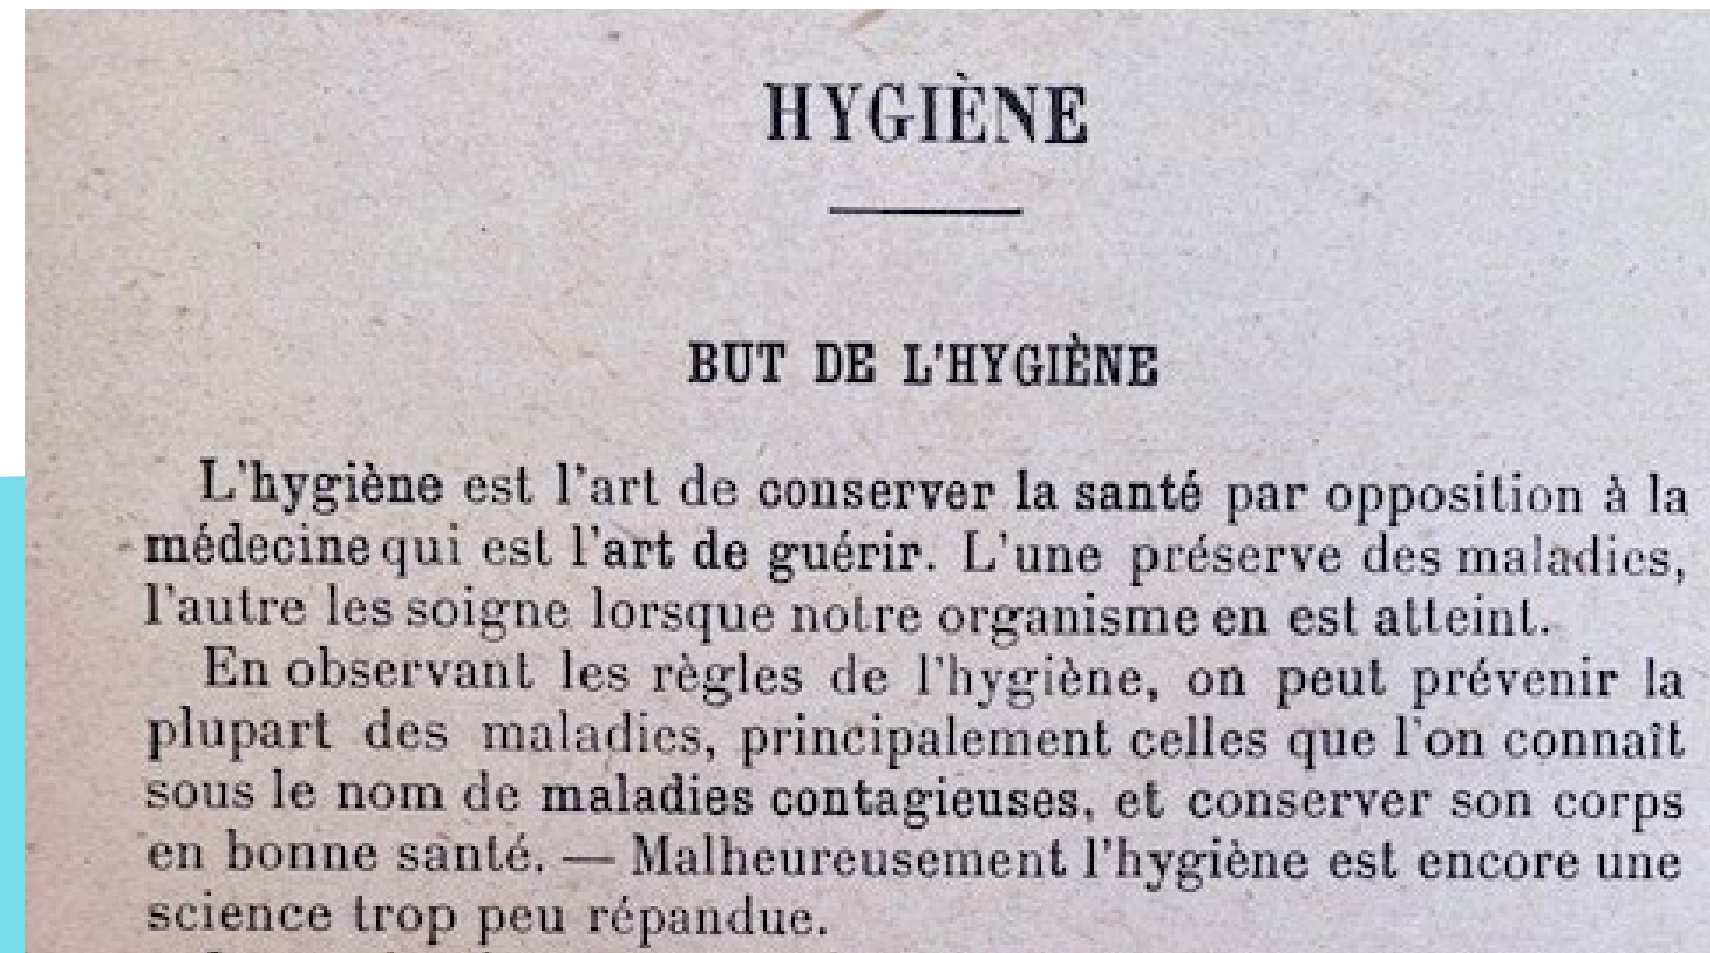 HYGIÈNE
BUT DE L'HYGIÈNE
L'hygiène est l'art de conserver la santé par opposition à la
médecine qui est l'art de guérir. L'une préserve des maladies,
l'autre les soigne lorsque notre organisme en est atteint.
En observant les règles de l'hygiène, on peut prévenir la
plupart des maladies, principalement celles que l'on connaît
sous le nom de maladies contagieuses, et conserver son corps
en bonne santé. — Malheureusement l'hygiène est encore une
science trop peu répandue.